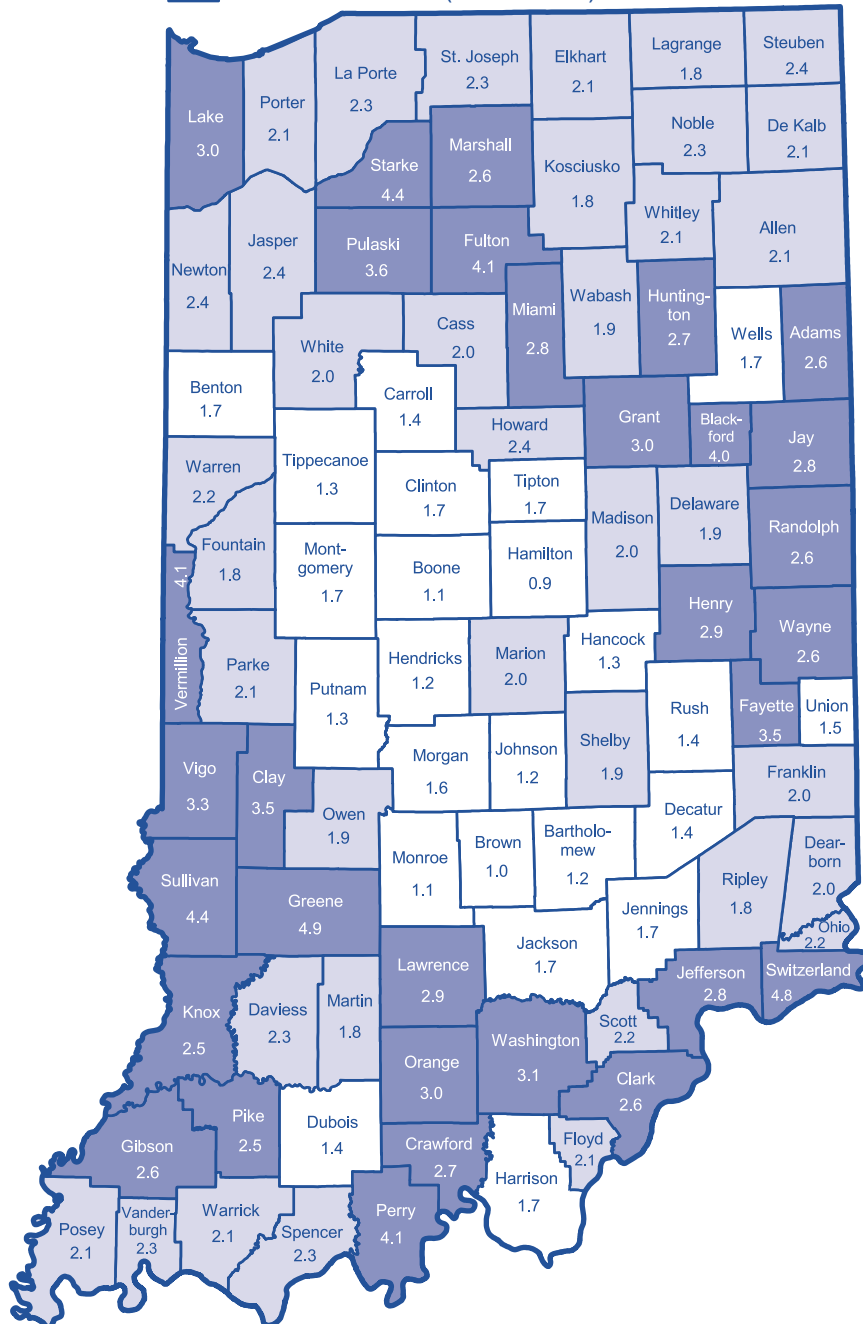 St. Joseph
2.3
Elkhart
2.1
Lagrange
1.8
Steuben
2.4
La Porte
2.3
Porter
2.1
Lake
3.0
Noble
2.3
De Kalb
2.1
Marshall
2.6
Starke
4.4
Kosciusko
1.8
Whitley
2.1
Allen
2.1
Newton
2.4
Jasper
2.4
Pulaski
3.6
Fulton
4.1
Miami
2.8
Wabash
1.9
Hunting-
ton
2.7
Wells
1.7
Adams
2.6
White
2.0
Cass
2.0
Benton
1.7
Carroll
1.4
Howard
2.4
Grant
3.0
Black-
ford
4.0
Jay
2.8
Warren
2.2
Tippecanoe
1.3
Clinton
1.7
Tipton
1.7
Madison
2.0
Delaware
1.9
Randolph
2.6
Fountain
1.8
Mont-
gomery
1.7
Boone
1.1
Hamilton
0.9
Vermillion 4.1
Henry
2.9
Wayne
2.6
Parke
2.1
Putnam
1.3
Hendricks
1.2
Marion
2.0
Hancock
1.3
Rush
1.4
Fayette
3.5
Union
1.5
Vigo
3.3
Clay
3.5
Morgan
1.6
Johnson
1.2
Shelby
1.9
Franklin
2.0
Owen
1.9
Decatur
1.4
Monroe
1.1
Brown
1.0
Bartholo-
mew
1.2
Dear-
born
2.0
Sullivan
4.4
Greene
4.9
Jennings
1.7
Ripley
1.8
Ohio
2.2
Jackson
1.7
Lawrence
2.9
Jefferson
2.8
Switzerland
4.8
Knox
2.5
Daviess
2.3
Martin
1.8
Scott
2.2
Orange
3.0
Washington
3.1
Clark
2.6
Pike
2.5
Dubois
1.4
Gibson
2.6
Crawford
2.7
Floyd
2.1
Harrison
1.7
Posey
2.1
Vander-
burgh
2.3
Warrick
2.1
Spencer
2.3
Perry
4.1